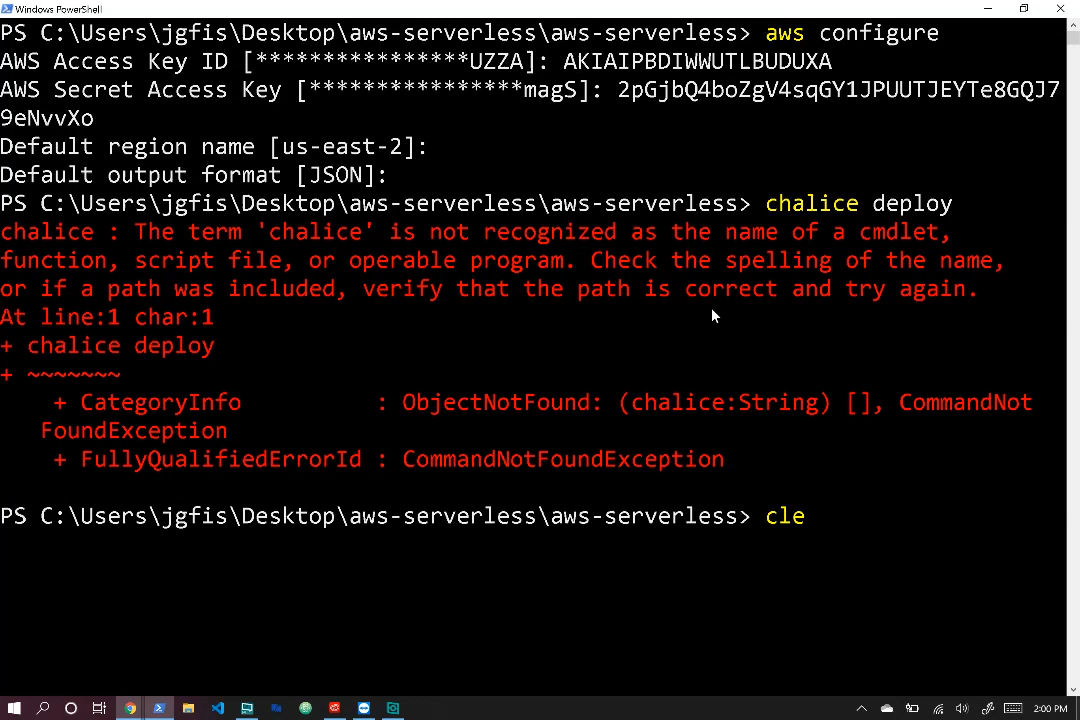 Windows PowerShell
PS C:\Users\jgfis\Desktop\aws-serverless\aws-serverless> aws configure
AWS Access Key ID [****************UZZA]: AKIAIPBDIWWUTLBUDUXA
AWS Secret Access Key [****************magS]: 2pGjbQ4boZgV4sqGY1JPUUTJEYTe8GQJ7
9eNvvXo
Default region name [us-east-2]:
Default output format [JSON]:
PS C:\Users\jgfis\Desktop\aws-serverless\aws-serverless> chalice deploy
chalice : The term 'chalice' is not recognized as the name of a cmdlet,
function, script file, or operable program. Check the spelling of the name,
or if a path was included, verify that the path is correct and try again.
At line:1 char:1
+ chalice deploy
+ ~~~~~~~
+ CategoryInfo : ObjectNotFound: (chalice:String) [], CommandNot
FoundException
+ FullyQualifiedErrorId : CommandNotFoundException
PS C:\Users\jgfis\Desktop\aws-serverless\aws-serverless> cle
2:00 PM